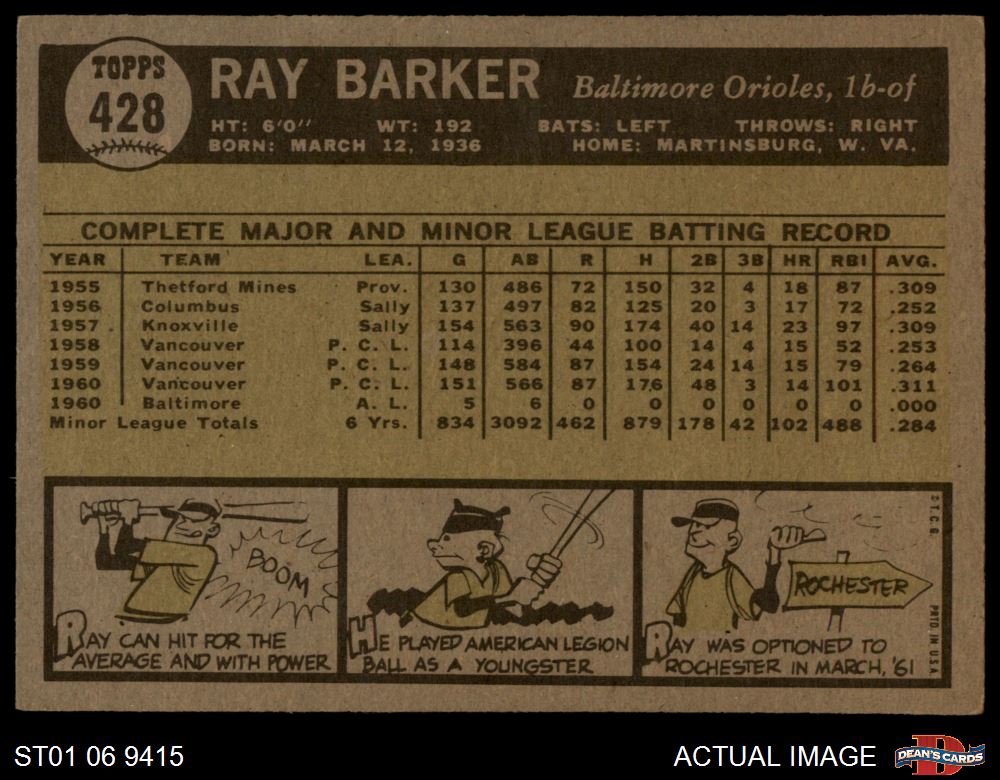 TOPPS
428
RAY BARKER Baltimore Orioles, 1b-of
HT: 6'0" WT: 192 BATS: LEFT THROWS: RIGHT
BORN: MARCH 12, 1936 HOME: MARTINSBURG, W. VA.
COMPLETE MAJOR AND MINOR LEAGUE BATTING RECORD
YEAR TEAM LEA. G AB R H 2B 3B HR RBI AVG.
1955 Thetford Mines Prov. 130 486 72 150 32 4 18 87 .309
1956 Columbus Sally 137 497 82 125 20 3 17 72 .252
1957 Knoxville Sally 154 563 90 174 40 14 23 97 .309
1958 Vancouver P. C. L. 114 396 44 100 14 4 15 52 .253
1959 Vancouver P. C. L. 148 584 87 154 24 14 15 79 .264
1960 Vancouver P. C. L. 151 566 87 176 48 3 14 101 .311
1960 Baltimore A. L. 5 6 0 0 0 0 0 0 .000
Minor League Totals 6 Yrs. 834 3092 462 879 178 42 102 488 .284
BOOM
RAY CAN HIT FOR THE
AVERAGE AND WITH POWER
HE PLAYED AMERICAN LEGION
BALL AS A YOUNGSTER
ROCHESTER
RAY WAS OPTIONED TO
ROCHESTER IN MARCH, '61
© T. C. G.
PRTD. IN U.S.A.
ST01 06 9415
ACTUAL IMAGE
D
DEAN'S CARDS